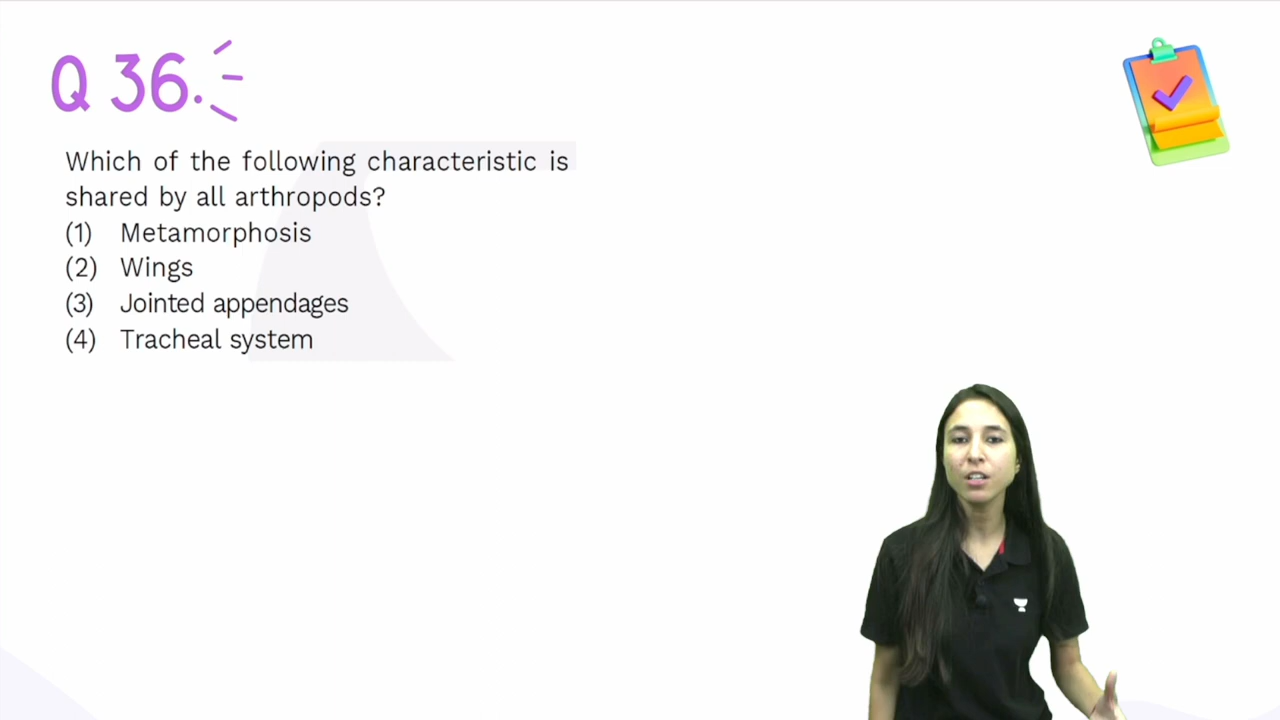 Q 36.
Which of the following characteristic is
shared by all arthropods?
(1) Metamorphosis
(2) Wings
(3) Jointed appendages
(4) Tracheal system